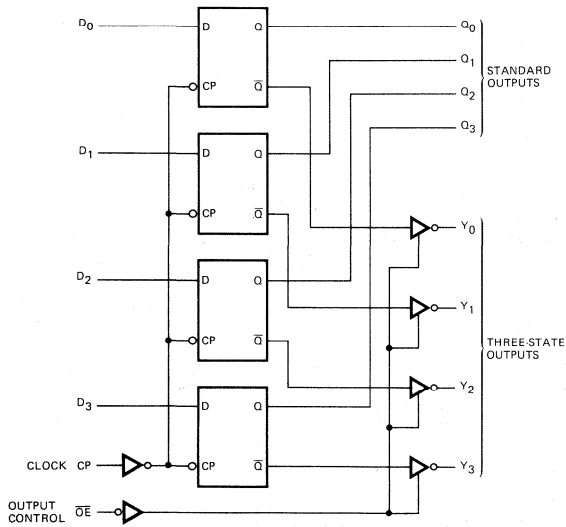 D₀ D Q Q₀
Q₁
STANDARD
OUTPUTS
CP Q̅ Q₂
Q₃
D₁ D Q
CP Q̅ Y₀
D₂ D Q
Y₁
THREE-STATE
OUTPUTS
CP Q̅
Y₂
D₃ D Q
CLOCK CP CP Q̅ Y₃
OUTPUT
CONTROL O̅E̅